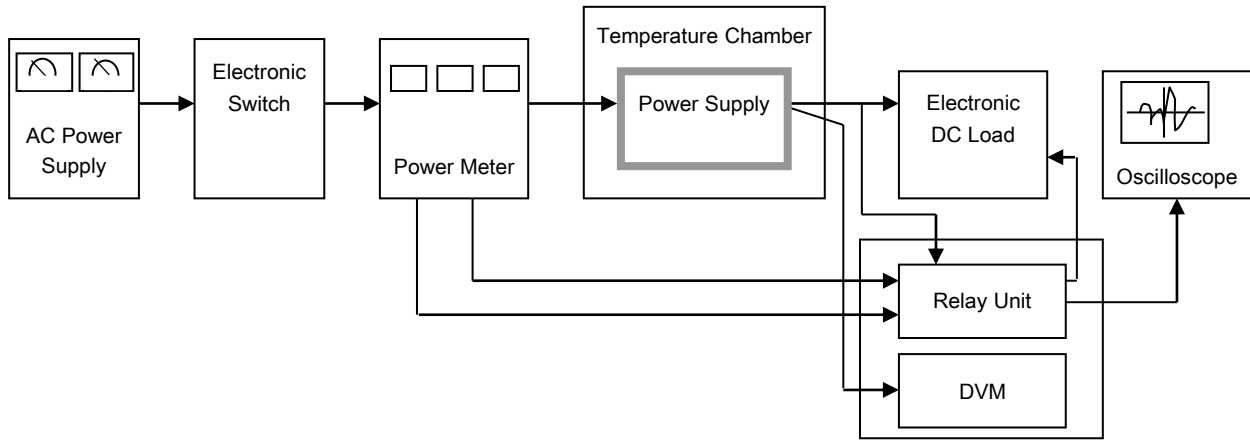 AC Power
Supply
Electronic
Switch
Power Meter
Temperature Chamber
Power Supply
Electronic
DC Load
Oscilloscope
Relay Unit
DVM